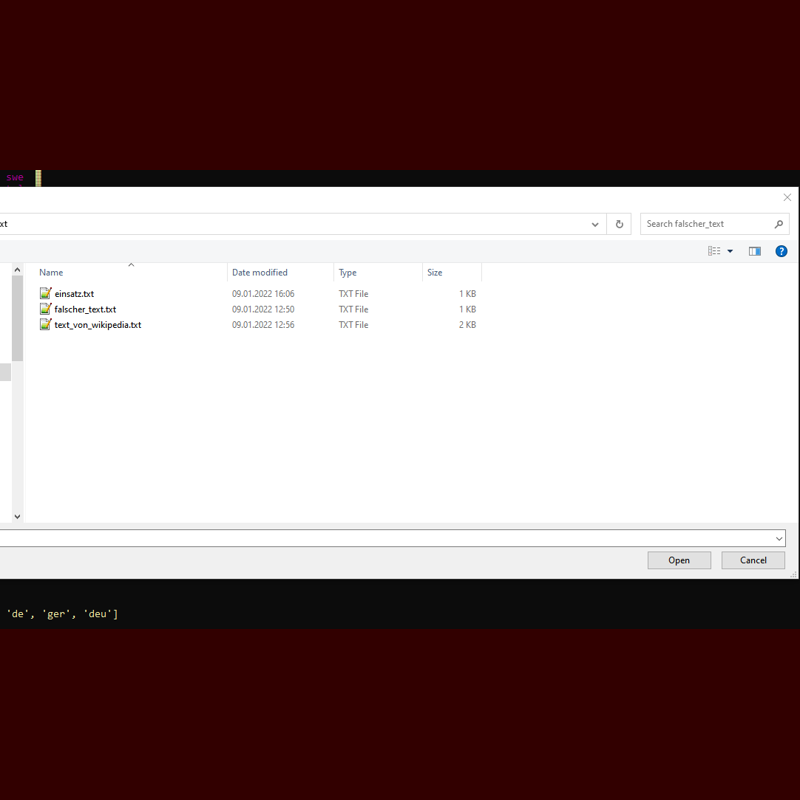 swe
xt
Search falscher_text
Name Date modified Type Size
einsatz.txt 09.01.2022 16:06 TXT File 1 KB
falscher_text.txt 09.01.2022 12:50 TXT File 1 KB
text_von_wikipedia.txt 09.01.2022 12:56 TXT File 2 KB
Open Cancel
'de', 'ger', 'deu']